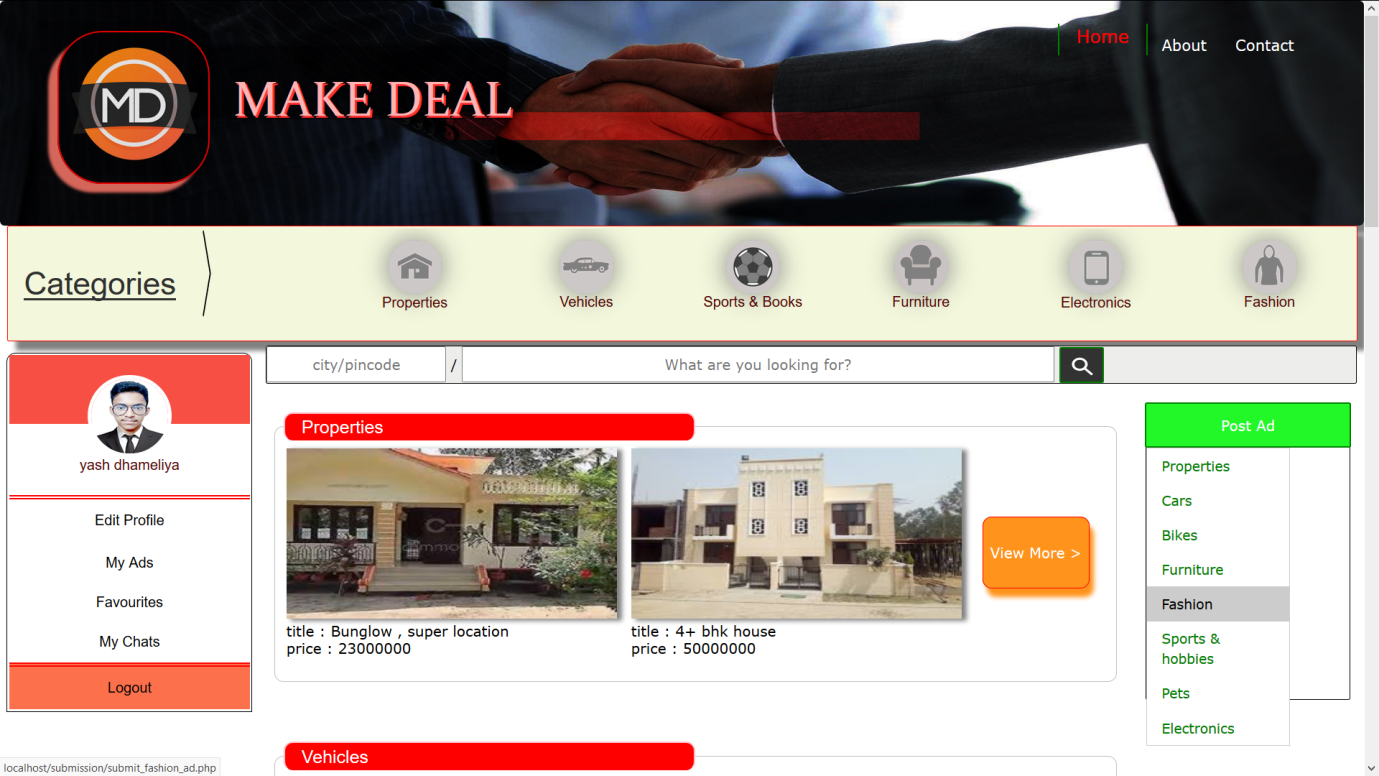 Home
About
Contact
MD
MAKE DEAL
Categories
Properties
Vehicles
Sports & Books
Furniture
Electronics
Fashion
city/pincode
/
What are you looking for?
yash dhameliya
Edit Profile
My Ads
Favourites
My Chats
Logout
Properties
title : Bunglow , super location
price : 23000000
title : 4+ bhk house
price : 50000000
View More >
Vehicles
Post Ad
Properties
Cars
Bikes
Furniture
Fashion
Sports &
hobbies
Pets
Electronics
localhost/submission/submit_fashion_ad.php